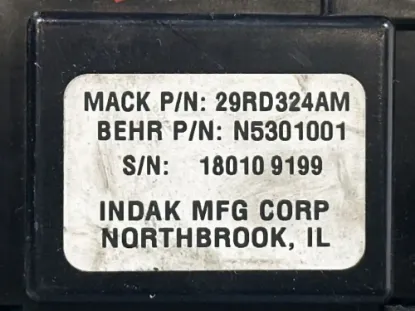 MACK P/N: 29RD324AM
BEHR P/N: N5301001
S/N: 18010 9199
INDAK MFG CORP
NORTHBROOK, IL